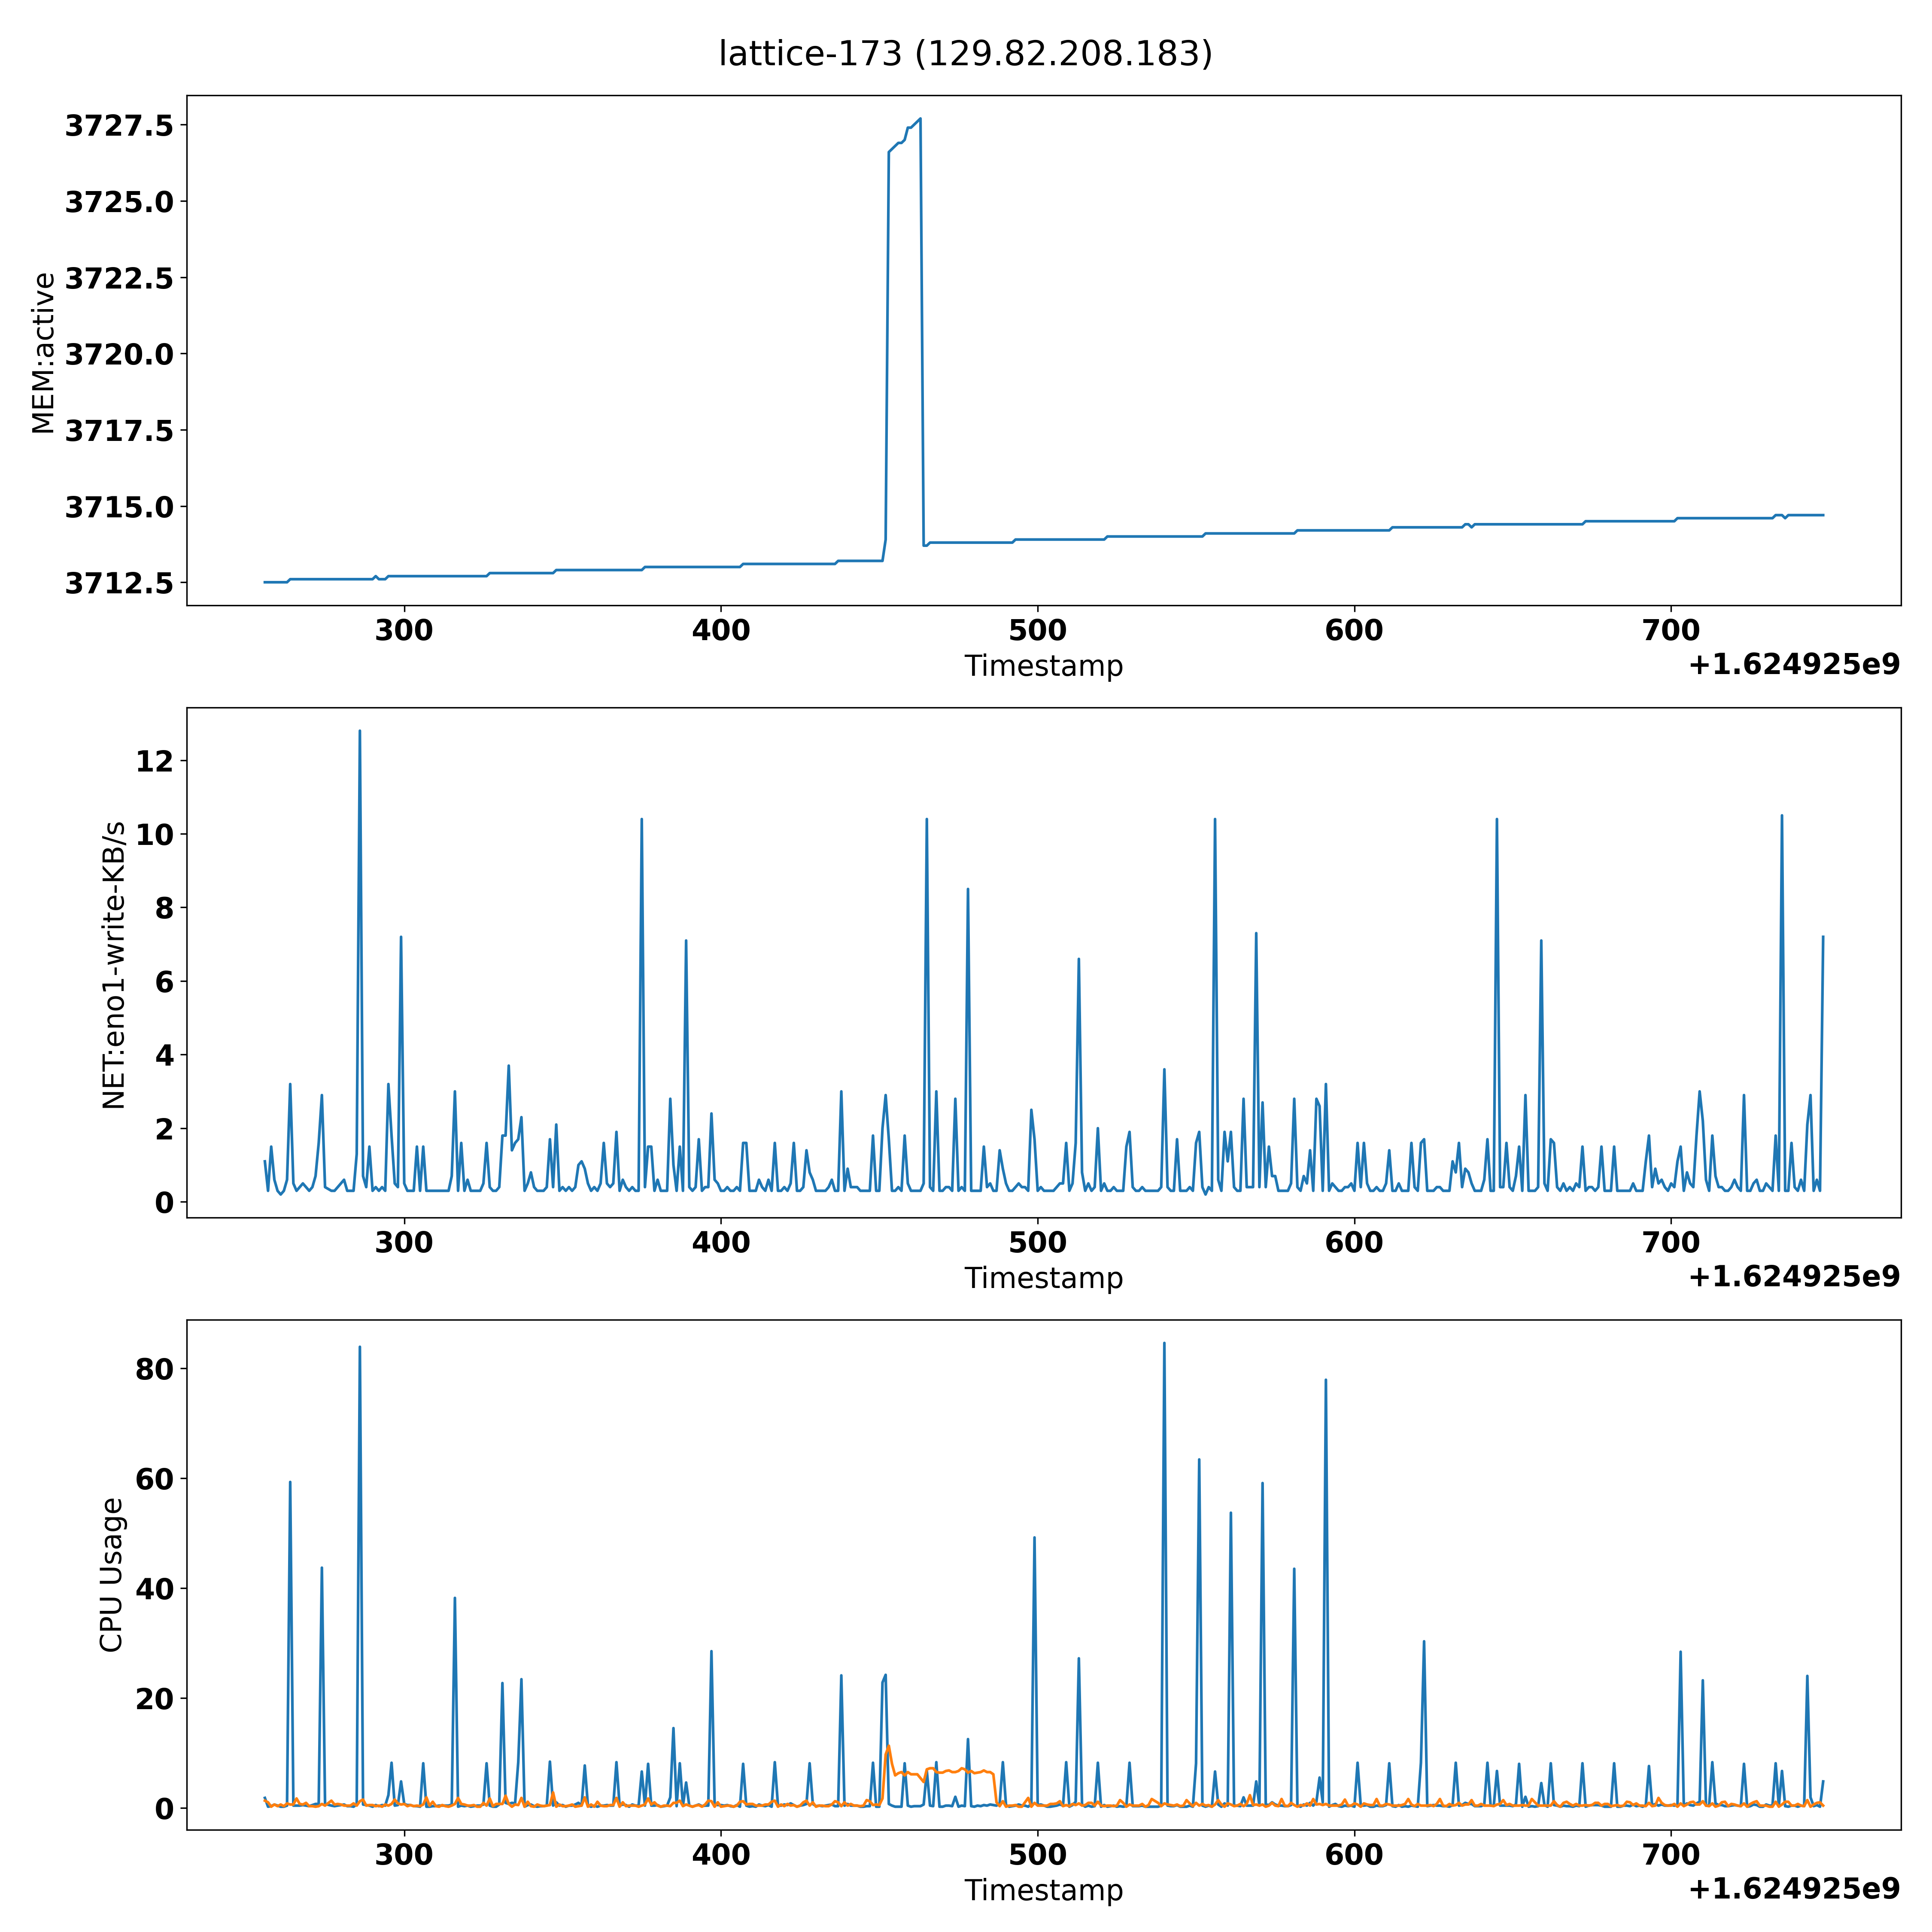 lattice-173 (129.82.208.183)
3727.5
3725.0
3722.5
3720.0
3717.5
3715.0
3712.5
MEM:active
300 400 500 600 700
Timestamp
+1.624925e9
12
10
8
6
4
2
0
NET:eno1-write-KB/s
300 400 500 600 700
Timestamp
+1.624925e9
80
60
40
20
0
CPU Usage
300 400 500 600 700
Timestamp
+1.624925e9